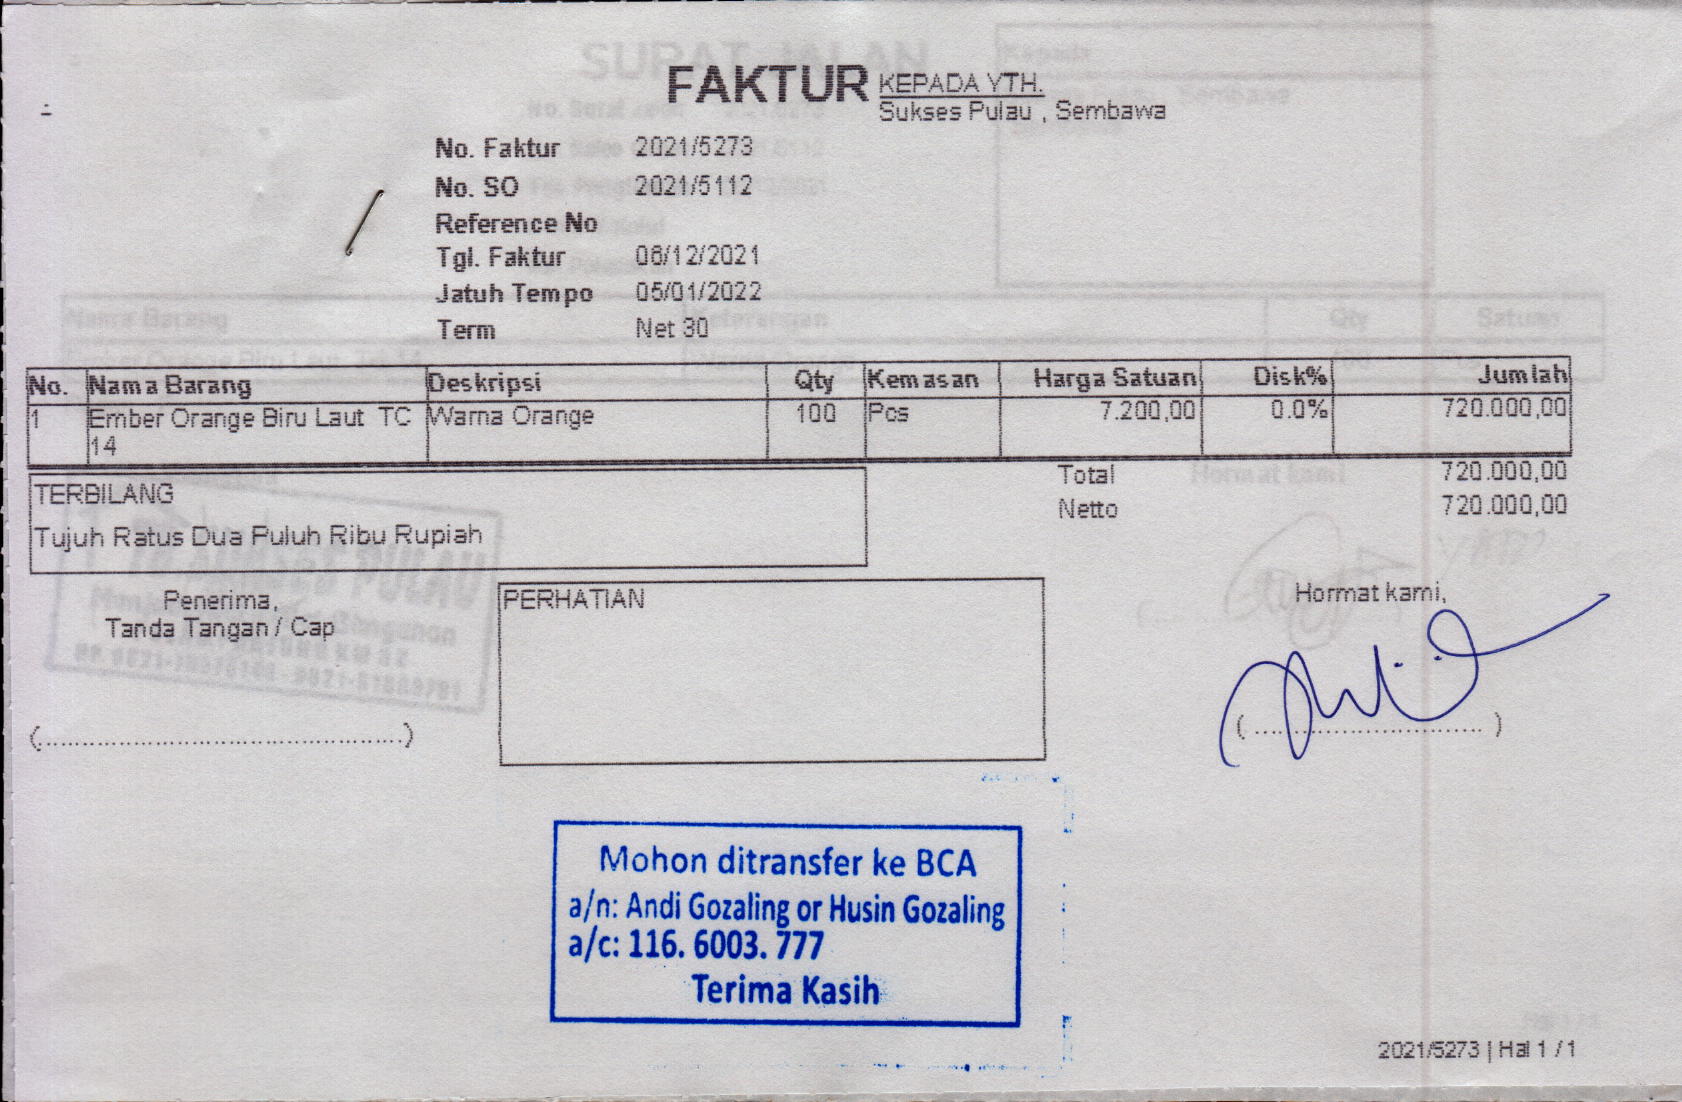 FAKTUR
KEPADA YTH.
Sukses Pulau , Sembawa
No. Faktur 2021/5273
No. SO 2021/5112
Reference No
Tgl. Faktur 06/12/2021
Jatuh Tempo 05/01/2022
Term Net 30
No. Nama Barang Deskripsi Qty Kemasan Harga Satuan Disk% Jumlah
1 Ember Orange Biru Laut TC Warna Orange 100 Pcs 7.200,00 0.0% 720.000,00
14
Total 720.000,00
Netto 720.000,00
TERBILANG
Tujuh Ratus Dua Puluh Ribu Rupiah
Penerima,
Tanda Tangan / Cap
(................................................)
PERHATIAN
Hormat kami,
(................................)
Mohon ditransfer ke BCA
a/n: Andi Gozaling or Husin Gozaling
a/c: 116. 6003. 777
Terima Kasih
2021/5273 | Hal 1 / 1